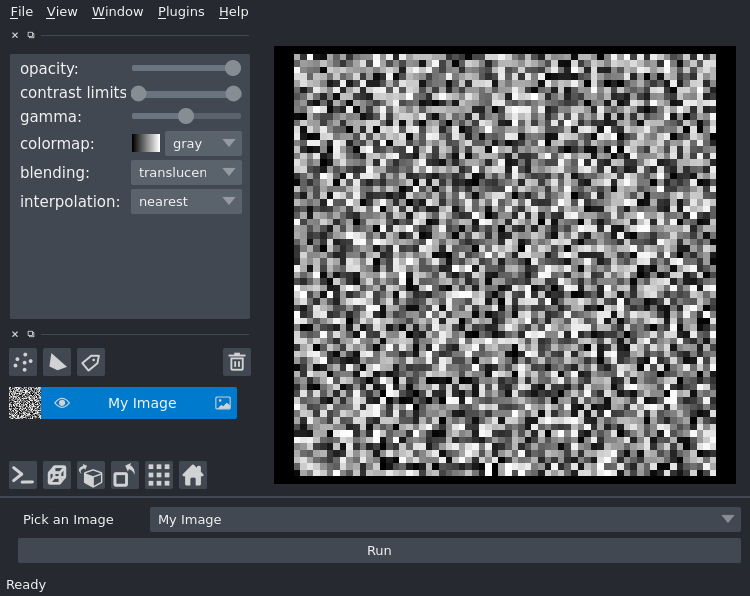 File View Window Plugins Help
opacity:
contrast limits
gamma:
colormap: gray
blending: translucen
interpolation: nearest
My Image
Pick an Image My Image
Run
Ready